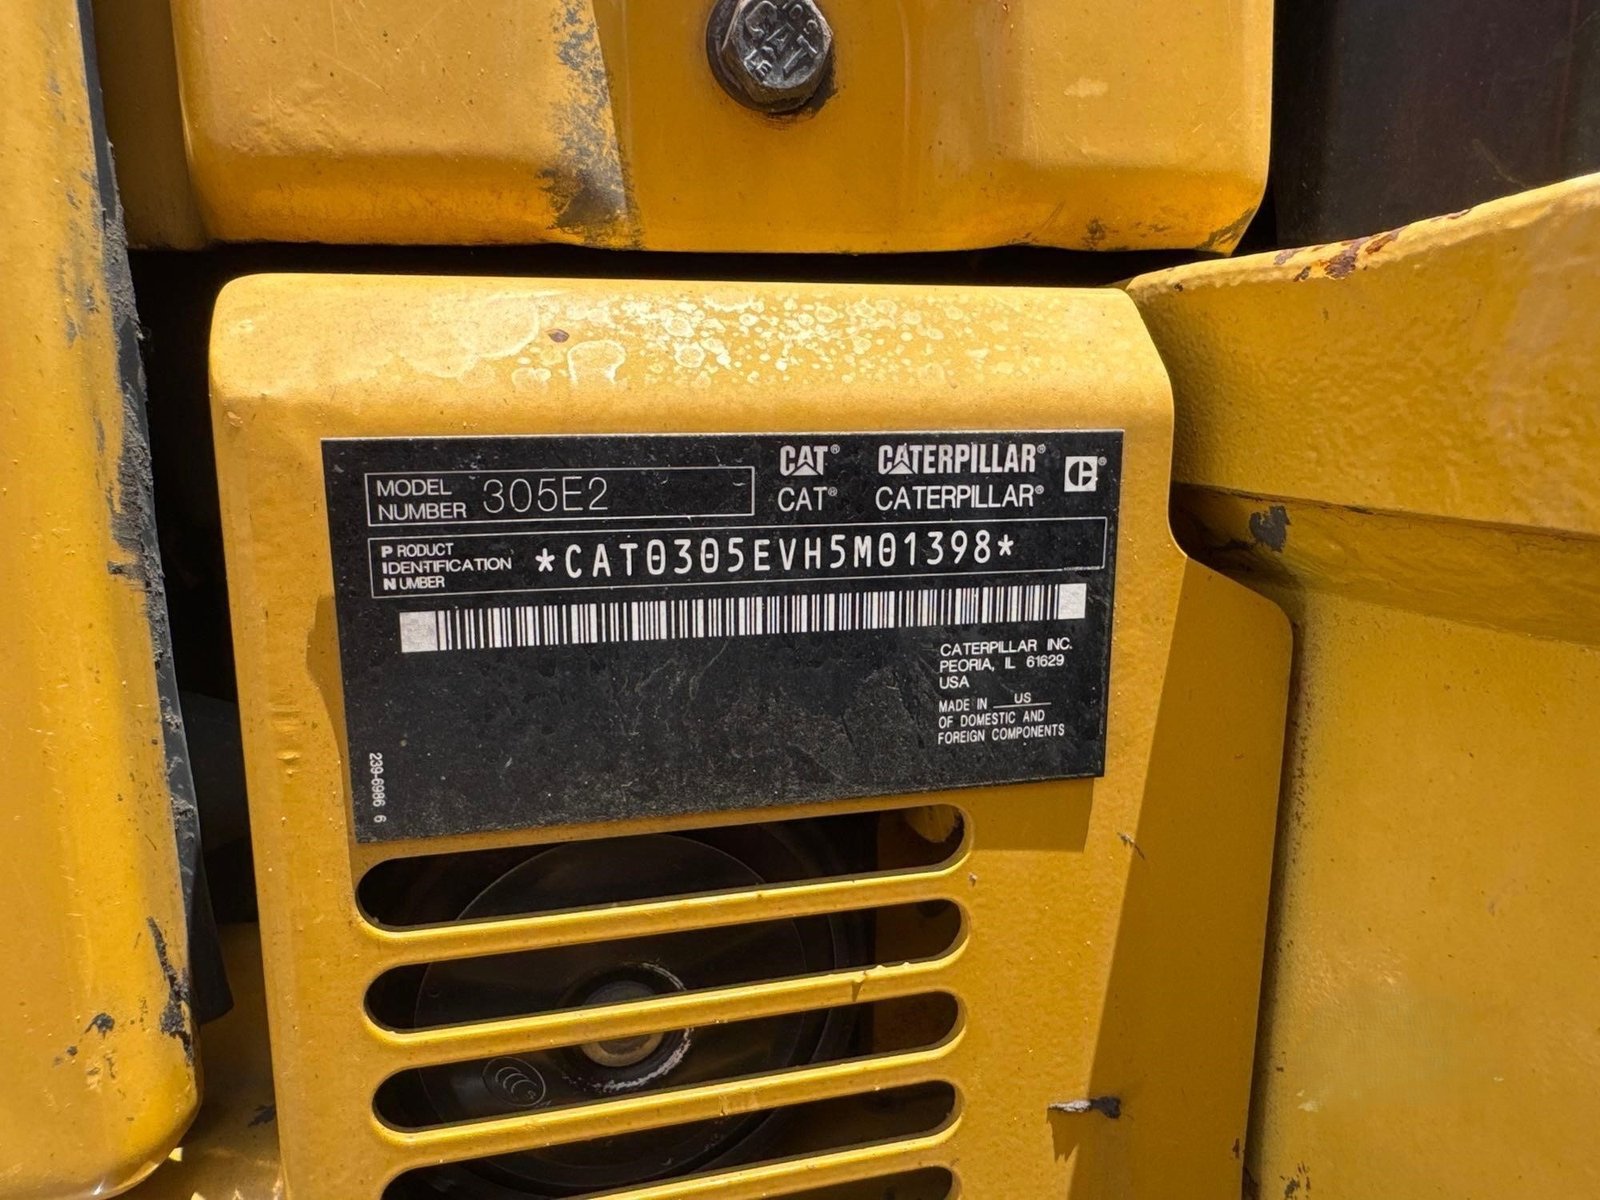 CAT
MODEL NUMBER 305E2
CAT® CATERPILLAR®
CAT® CATERPILLAR®
PRODUCT IDENTIFICATION NUMBER *CAT0305EVH5M01398*
CATERPILLAR INC.
PEORIA, IL 61629
USA
MADE IN US
OF DOMESTIC AND
FOREIGN COMPONENTS
239-6986 6